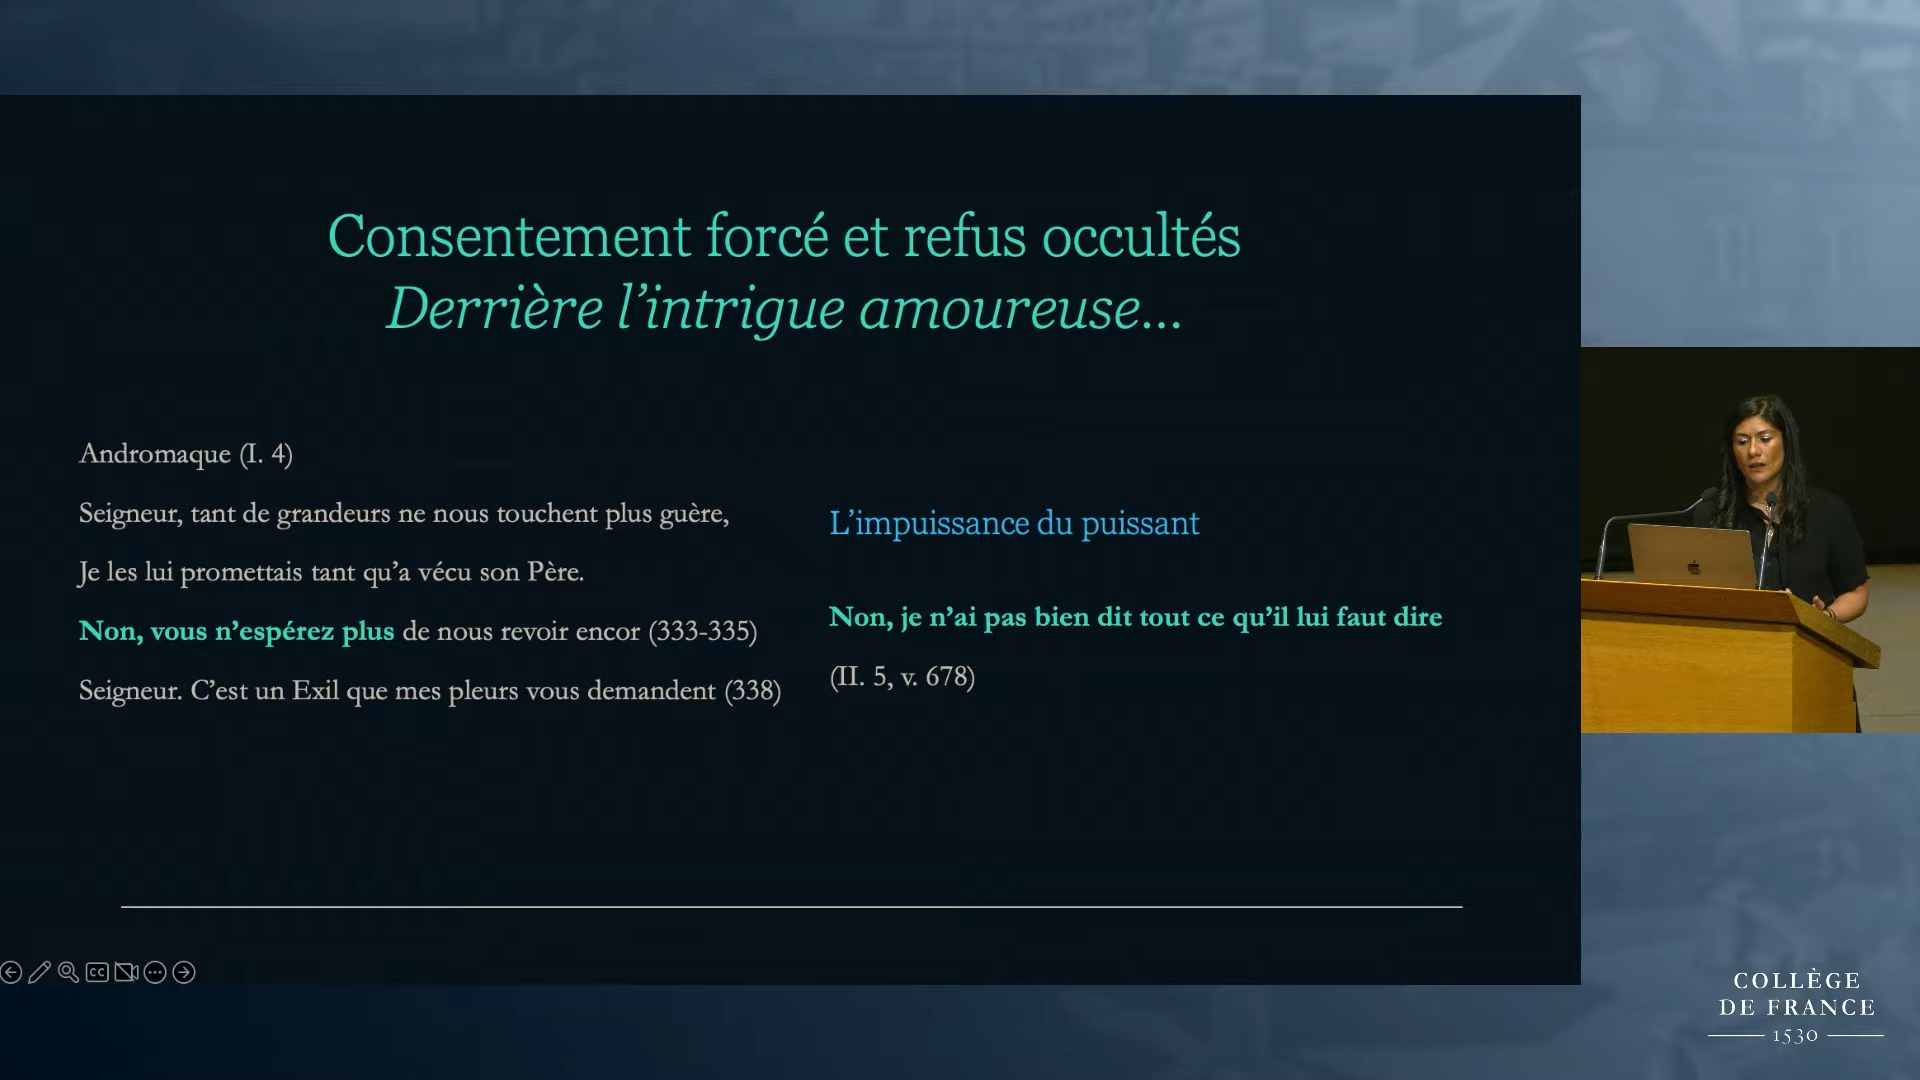 Consentement forcé et refus occultés
Derrière l’intrigue amoureuse...
Andromaque (I. 4)
Seigneur, tant de grandeurs ne nous touchent plus guère,
Je les lui promettais tant qu’a vécu son Père.
Non, vous n’espérez plus de nous revoir encor (333-335)
Seigneur. C’est un Exil que mes pleurs vous demandent (338)
L’impuissance du puissant
Non, je n’ai pas bien dit tout ce qu’il lui faut dire
(II. 5, v. 678)
CC
COLLÈGE
DE FRANCE
1530